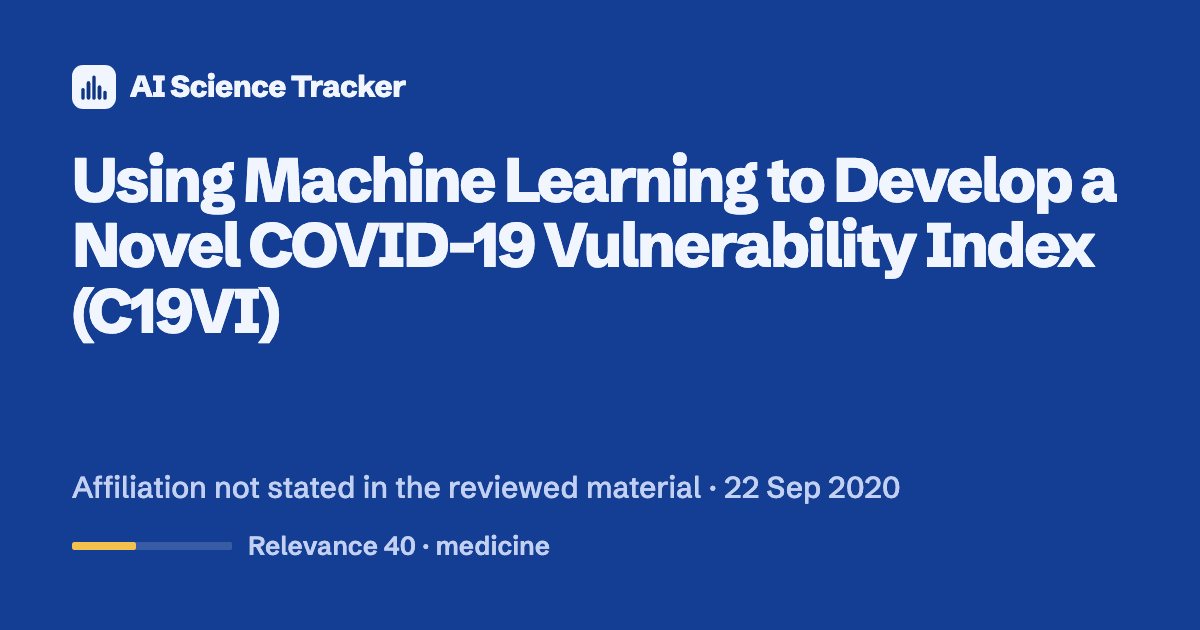 AI Science Tracker
Using Machine Learning to Develop a
Novel COVID-19 Vulnerability Index
(C19VI)
Affiliation not stated in the reviewed material · 22 Sep 2020
Relevance 40 · medicine